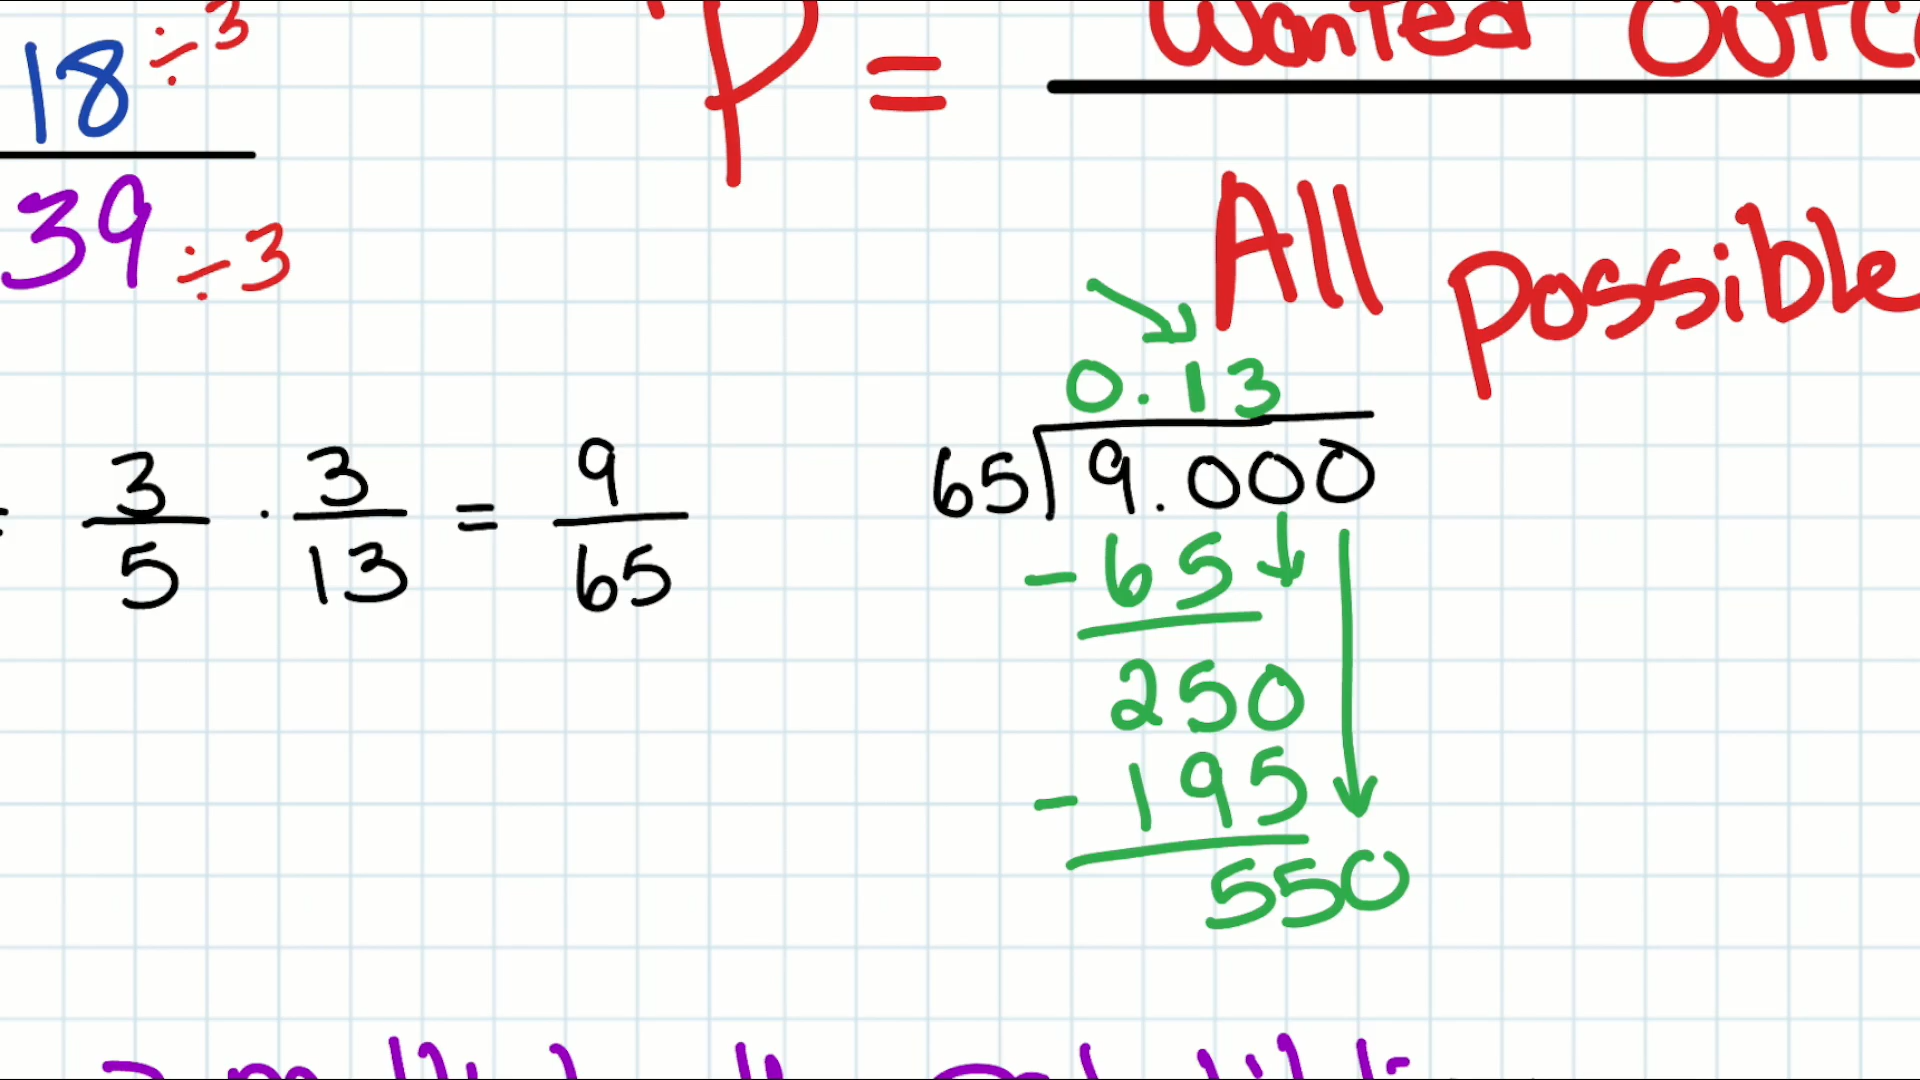 18 ÷ 3
39 ÷ 3
P = Wanted
All possible
3/5 · 3/13 = 9/65
0.13
65 9.000
- 65
250
- 195
550